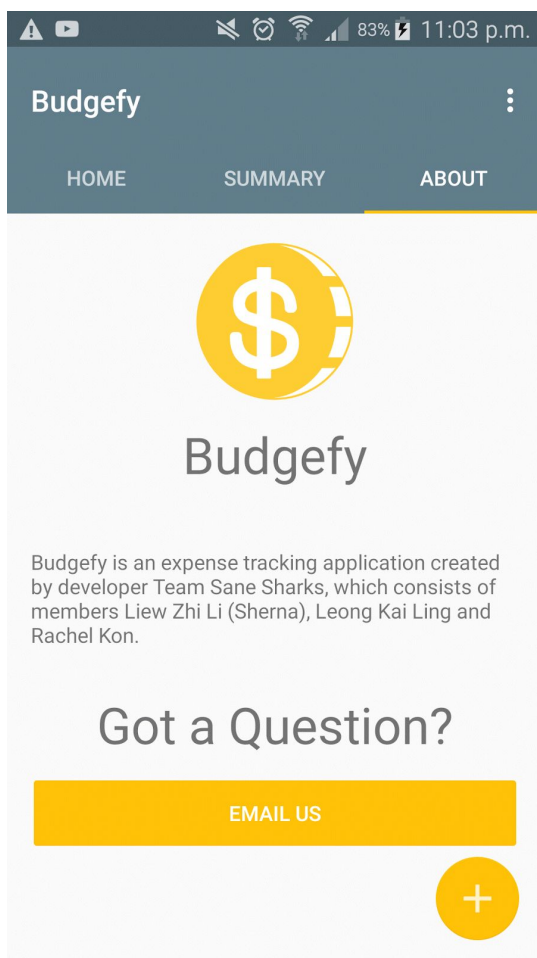 83% 11:03 p.m.
Budgefy
HOME SUMMARY ABOUT
$
Budgefy
Budgefy is an expense tracking application created
by developer Team Sane Sharks, which consists of
members Liew Zhi Li (Sherna), Leong Kai Ling and
Rachel Kon.
Got a Question?
EMAIL US
+